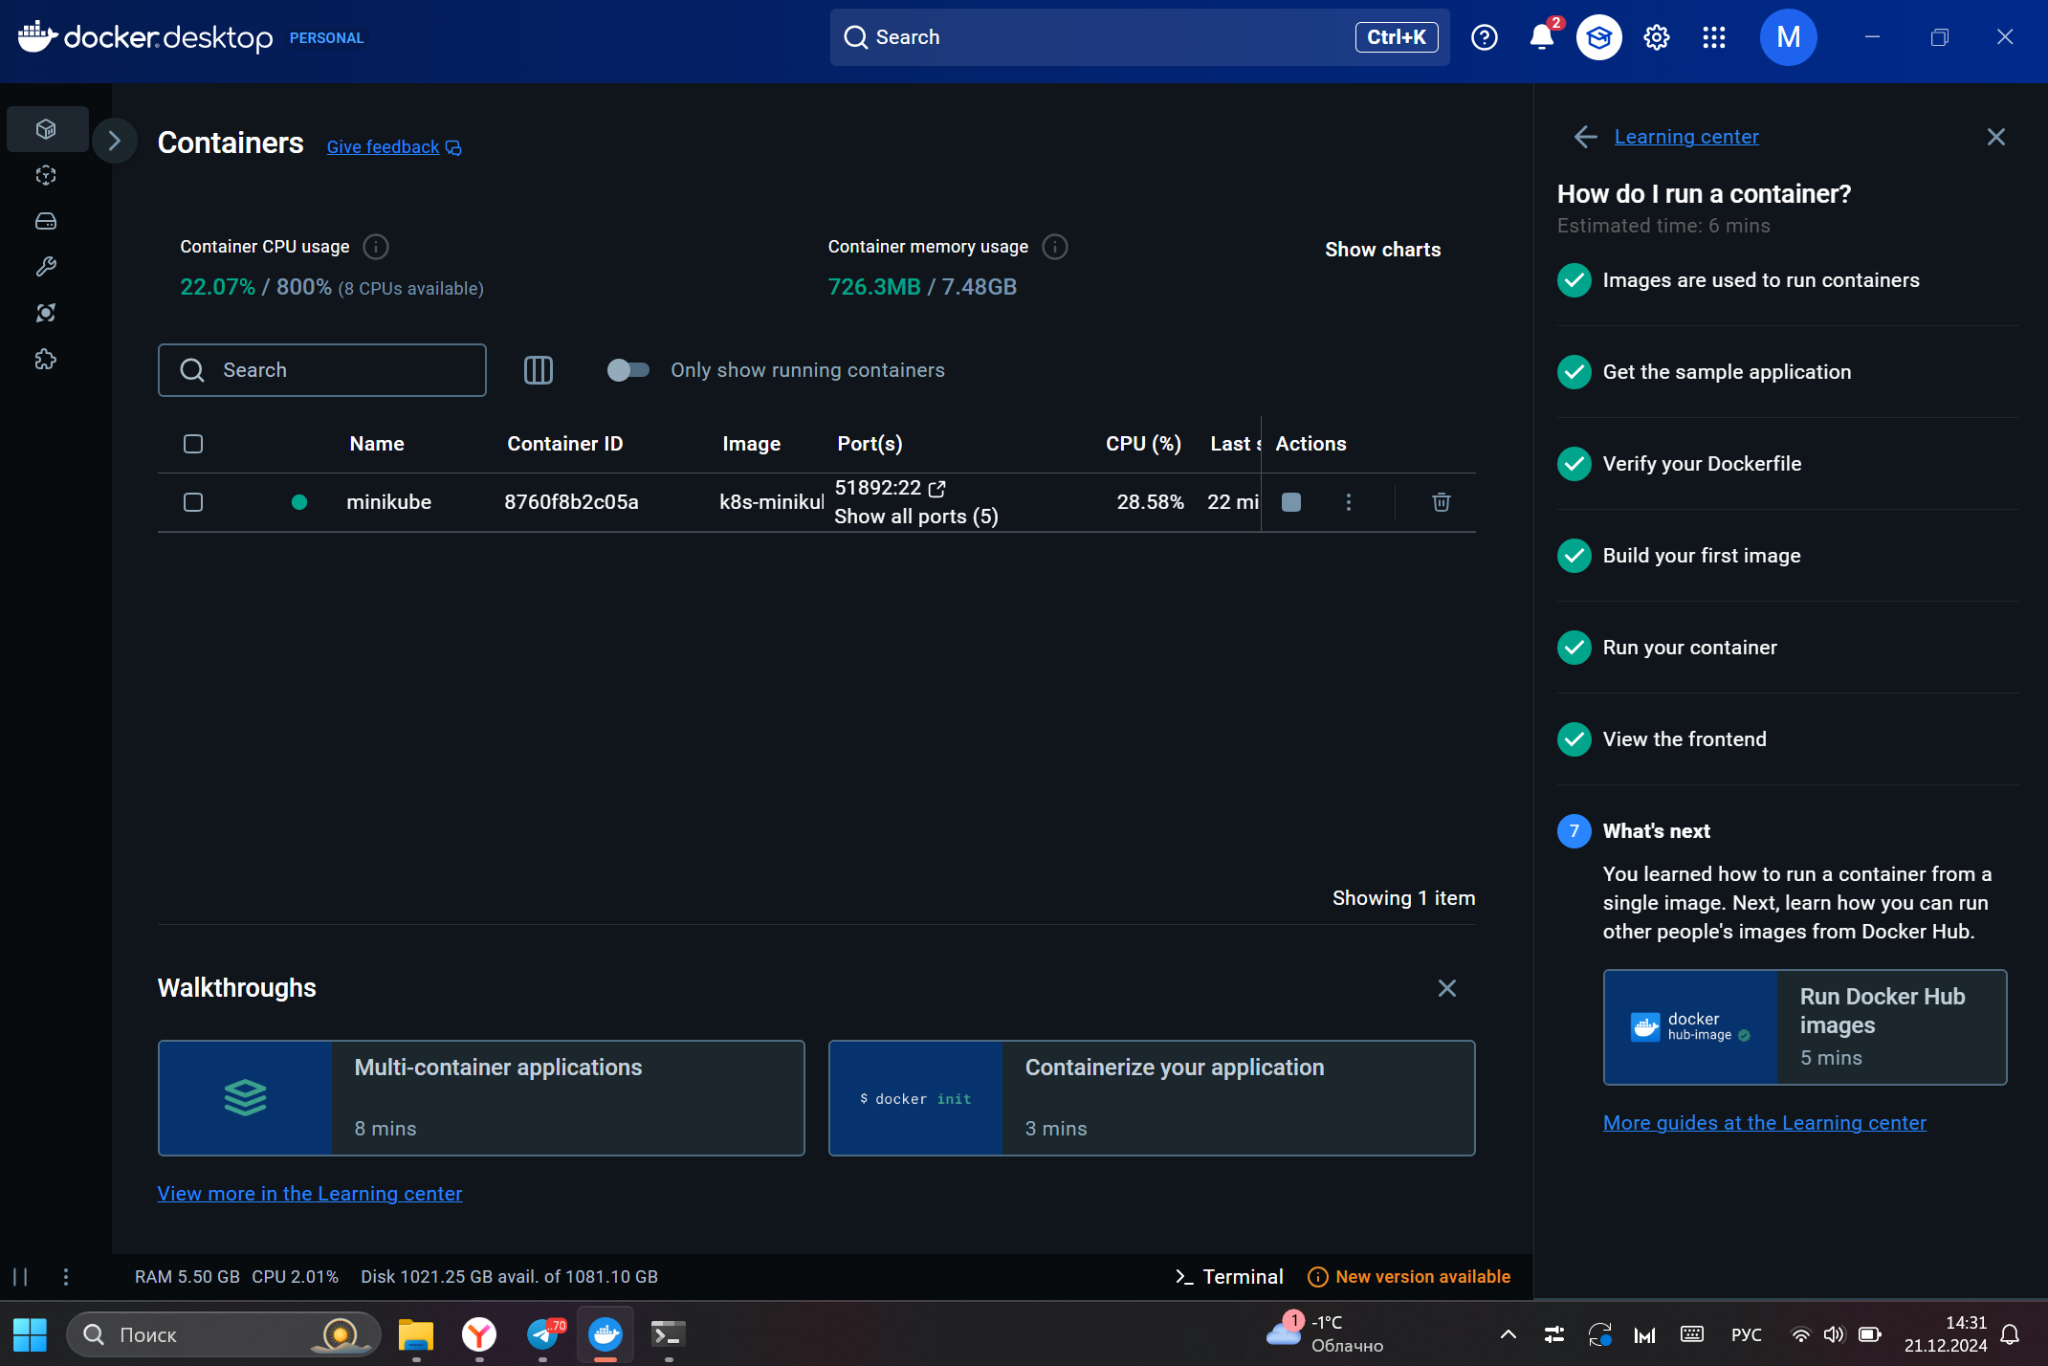 docker.desktop PERSONAL
Search Ctrl+K
2
M
Containers Give feedback
Container CPU usage
22.07% / 800% (8 CPUs available)
Container memory usage
726.3MB / 7.48GB
Show charts
Search
Only show running containers
Name Container ID Image Port(s) CPU (%) Last s Actions
minikube 8760f8b2c05a k8s-minikul 51892:22 28.58% 22 mi
Show all ports (5)
Showing 1 item
Walkthroughs
Multi-container applications
8 mins
$ docker init
Containerize your application
3 mins
View more in the Learning center
Learning center
How do I run a container?
Estimated time: 6 mins
Images are used to run containers
Get the sample application
Verify your Dockerfile
Build your first image
Run your container
View the frontend
7 What's next
You learned how to run a container from a
single image. Next, learn how you can run
other people's images from Docker Hub.
docker
hub-image
Run Docker Hub
images
5 mins
More guides at the Learning center
RAM 5.50 GB CPU 2.01% Disk 1021.25 GB avail. of 1081.10 GB
Terminal New version available
Поиск
..70
1
-1°C
Облачно
РУС
14:31
21.12.2024